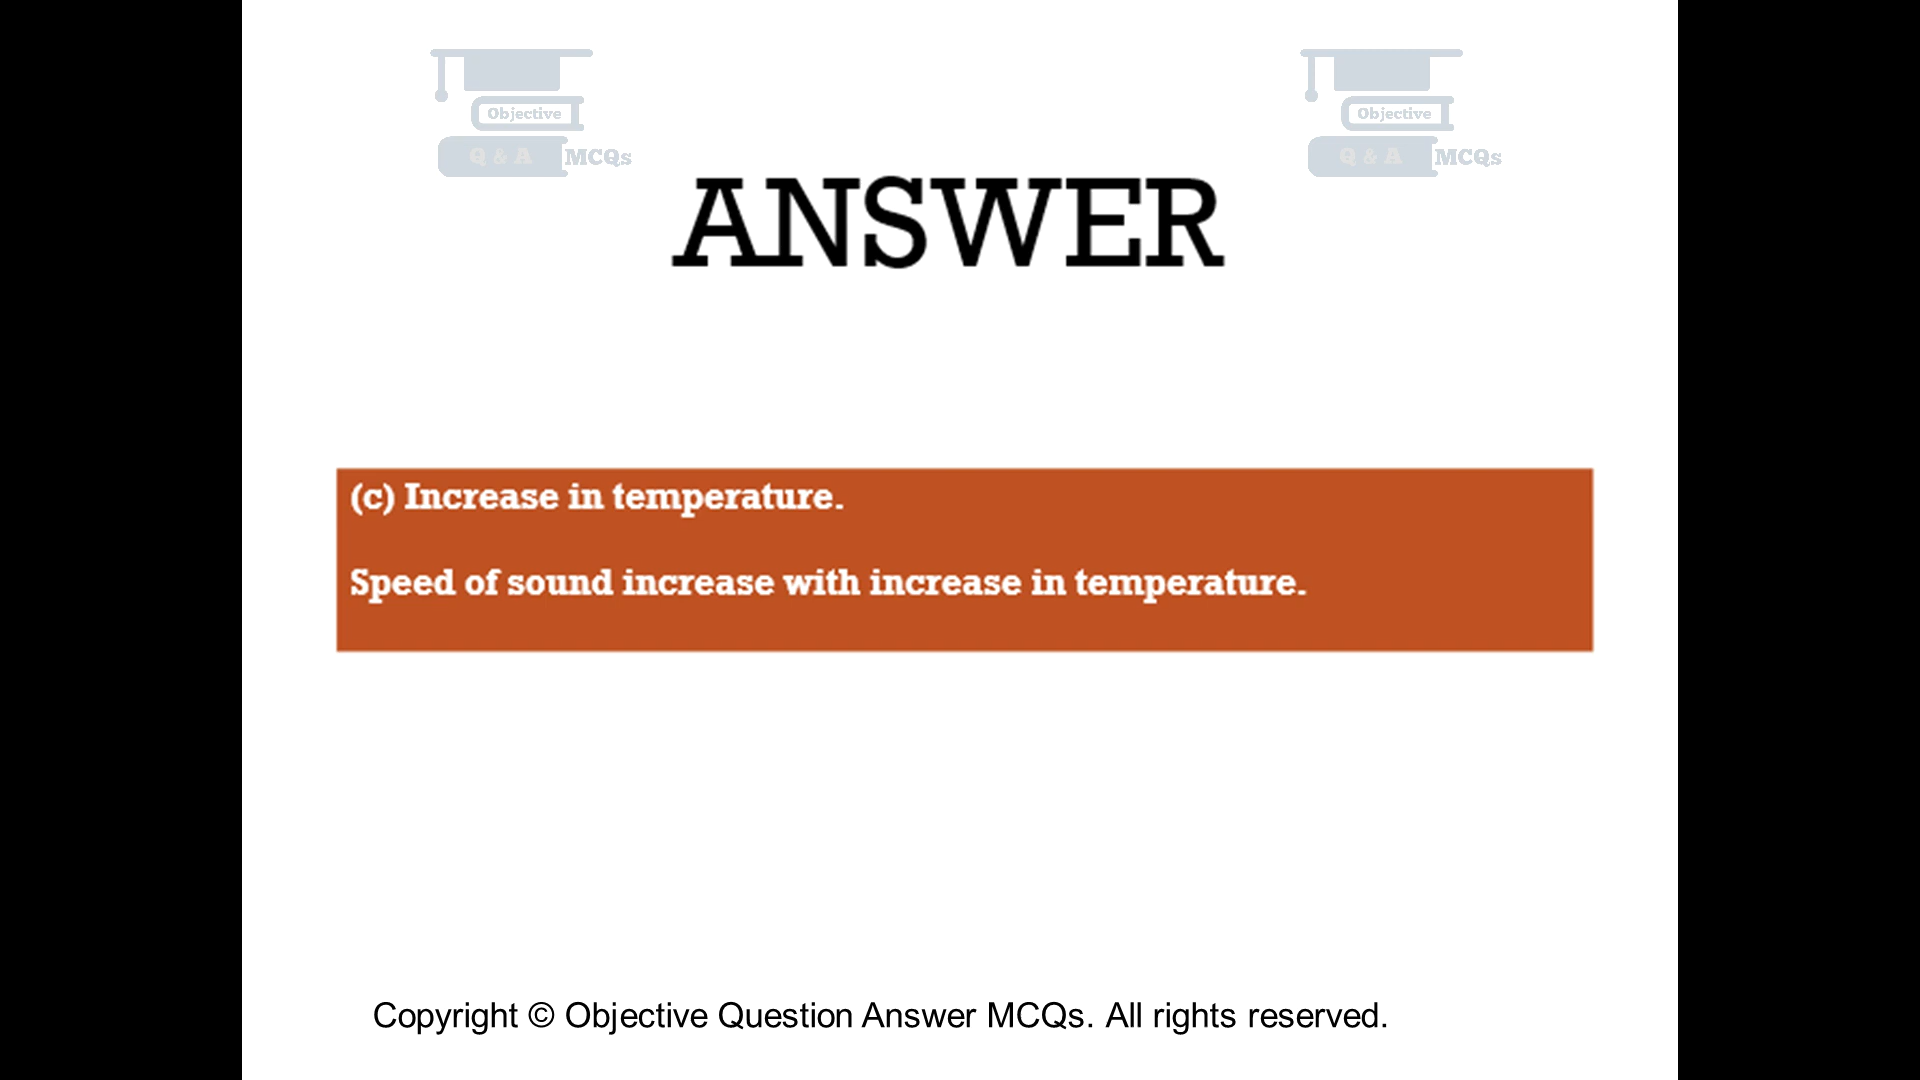 Objective
Q & A MCQs
Objective
Q & A MCQs
ANSWER
(c) Increase in temperature.
Speed of sound increase with increase in temperature.
Copyright © Objective Question Answer MCQs. All rights reserved.